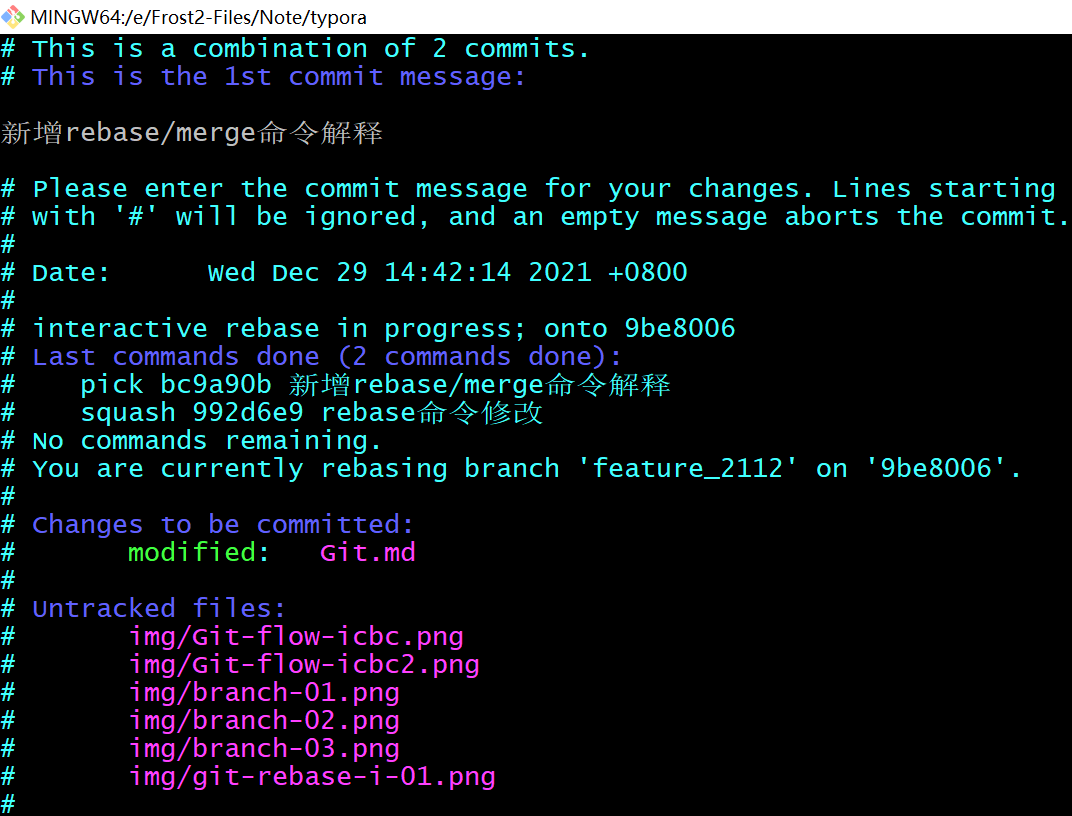 MINGW64:/e/Frost2-Files/Note/typora
# This is a combination of 2 commits.
# This is the 1st commit message:
新增rebase/merge命令解释
# Please enter the commit message for your changes. Lines starting
# with '#' will be ignored, and an empty message aborts the commit.
#
# Date:      Wed Dec 29 14:42:14 2021 +0800
#
# interactive rebase in progress; onto 9be8006
# Last commands done (2 commands done):
#    pick bc9a90b 新增rebase/merge命令解释
#    squash 992d6e9 rebase命令修改
# No commands remaining.
# You are currently rebasing branch 'feature_2112' on '9be8006'.
#
# Changes to be committed:
#       modified:   Git.md
#
# Untracked files:
#       img/Git-flow-icbc.png
#       img/Git-flow-icbc2.png
#       img/branch-01.png
#       img/branch-02.png
#       img/branch-03.png
#       img/git-rebase-i-01.png
#